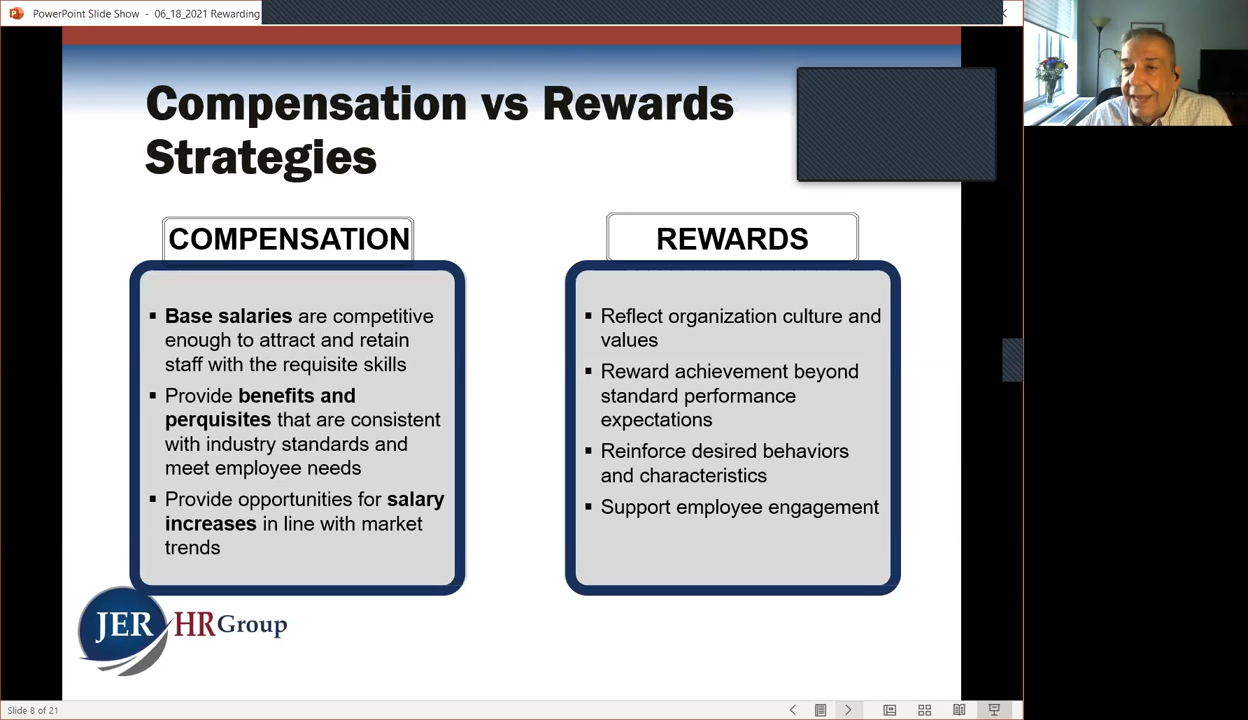 PowerPoint Slide Show - 06_18_2021 Rewarding
Compensation vs Rewards
Strategies
COMPENSATION
▪ Base salaries are competitive
enough to attract and retain
staff with the requisite skills
▪ Provide benefits and
perquisites that are consistent
with industry standards and
meet employee needs
▪ Provide opportunities for salary
increases in line with market
trends
REWARDS
▪ Reflect organization culture and
values
▪ Reward achievement beyond
standard performance
expectations
▪ Reinforce desired behaviors
and characteristics
▪ Support employee engagement
JER HR Group
Slide 8 of 21